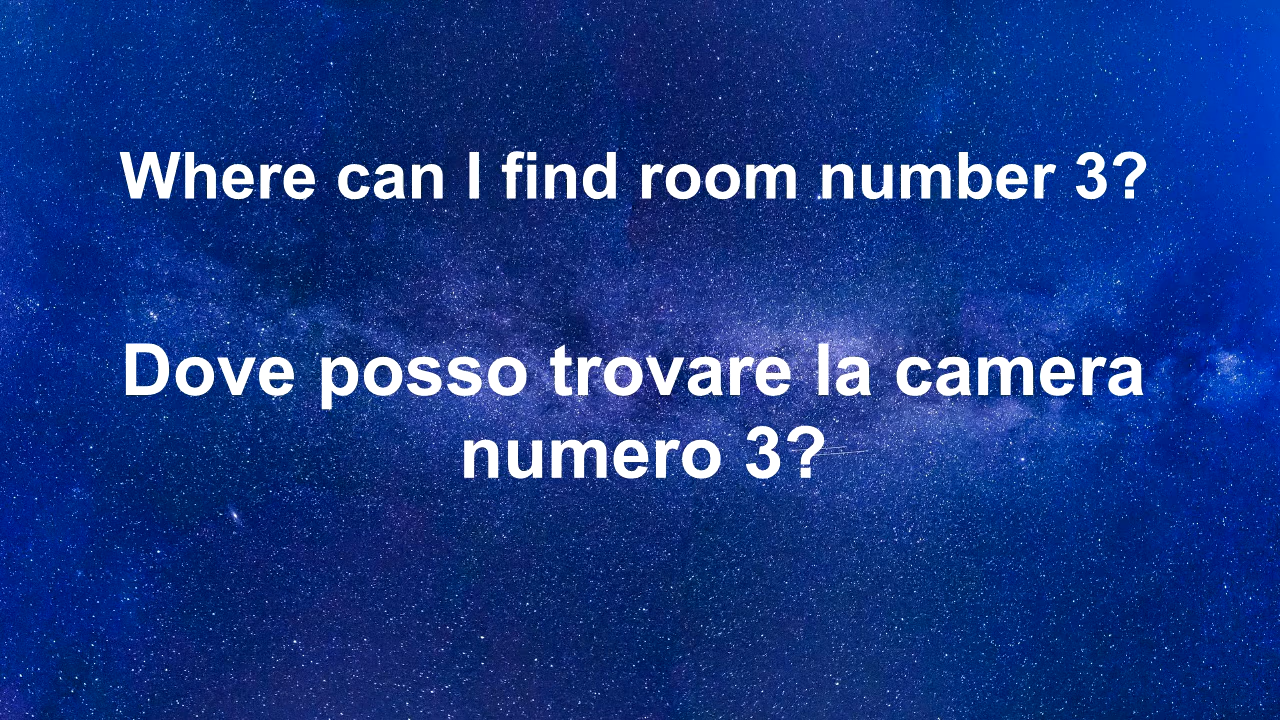 Where can I find room number 3?
Dove posso trovare la camera
numero 3?